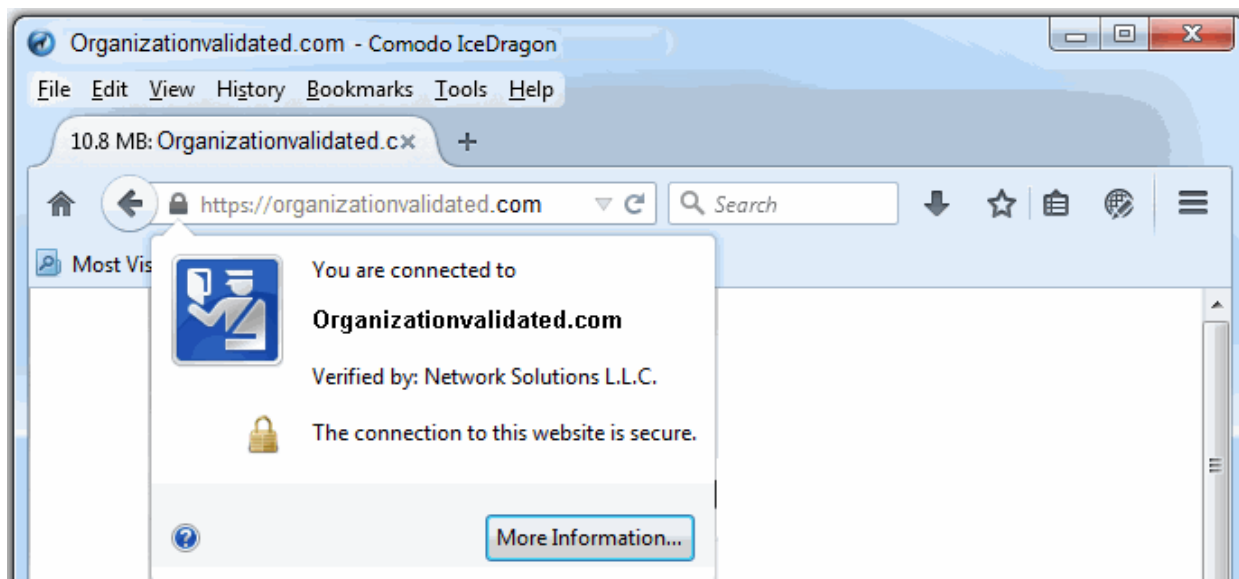 Organizationvalidated.com - Comodo IceDragon
File Edit View History Bookmarks Tools Help
10.8 MB: Organizationvalidated.c
https://organizationvalidated.com Search
Most Vis
You are connected to
Organizationvalidated.com
Verified by: Network Solutions L.L.C.
The connection to this website is secure.
More Information...